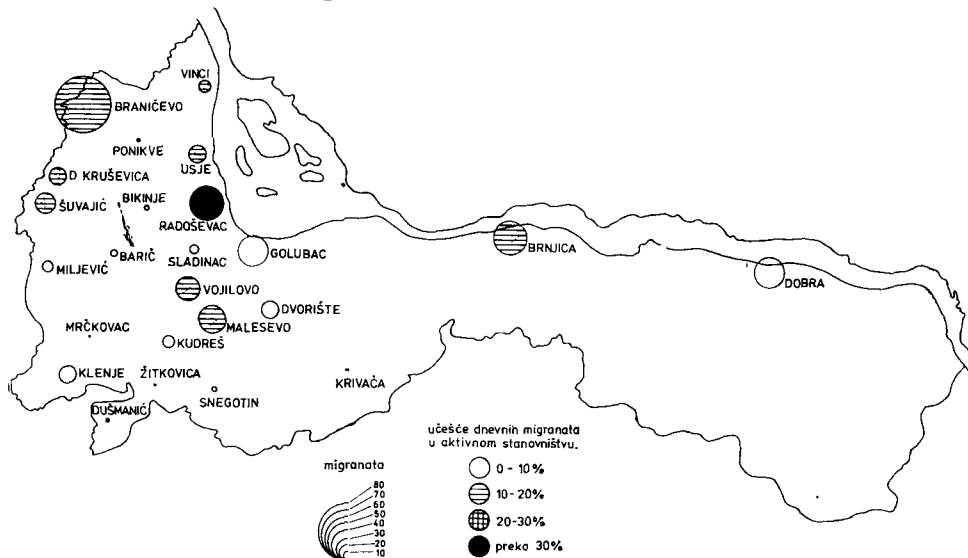 VINCI
BRANIČEVO
PONIKVE
USJE
D KRUŠEVICA
BIKINJE
ŠUVAJIĆ
RADOŠEVAC
BRNJICA
BARIČ
SLADINAC
GOLUBAC
MILJEVIĆ
DOBRA
VOJILOVO
DVORIŠTE
MALESEVO
MRČKOVAC
KUDREŠ
KLENJE
ŽITKOVICA
KRIVAČA
SNEGOTIN
DUŠMANIĆ
učešće dnevnih migranata
u aktivnom stanovništvu.
0-10%
10-20%
20-30%
preko 30%
migranata
80
70
60
50
40
30
20
10